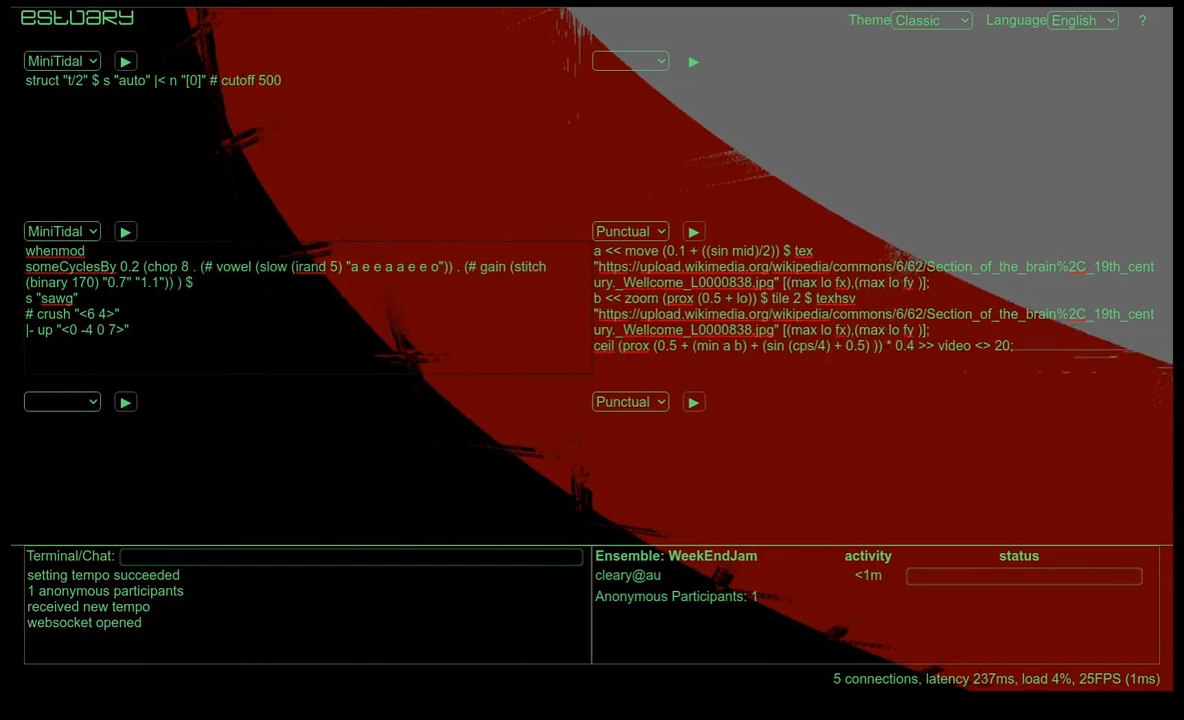 estuary
Theme Classic Language English ?
MiniTidal
struct "t/2" $ s "auto" |< n "[0]" # cutoff 500
MiniTidal
whenmod
someCyclesBy 0.2 (chop 8 . (# vowel (slow (irand 5) "a e e a a e e o")) . (# gain (stitch
(binary 170) "0.7" "1.1")) ) $
s "sawg"
# crush "<6 4>"
|- up "<0 -4 0 7>"
Punctual
a << move (0.1 + ((sin mid)/2)) $ tex
"https://upload.wikimedia.org/wikipedia/commons/6/62/Section_of_the_brain%2C_19th_cent
ury._Wellcome_L0000838.jpg" [(max lo fx),(max lo fy )];
b << zoom (prox (0.5 + lo)) $ tile 2 $ texhsv
"https://upload.wikimedia.org/wikipedia/commons/6/62/Section_of_the_brain%2C_19th_cent
ury._Wellcome_L0000838.jpg" [(max lo fx),(max lo fy )];
ceil (prox (0.5 + (min a b) + (sin (cps/4) + 0.5) )) * 0.4 >> video <> 20;
Punctual
Terminal/Chat:
setting tempo succeeded
1 anonymous participants
received new tempo
websocket opened
Ensemble: WeekEndJam activity status
cleary@au <1m
Anonymous Participants: 1
5 connections, latency 237ms, load 4%, 25FPS (1ms)